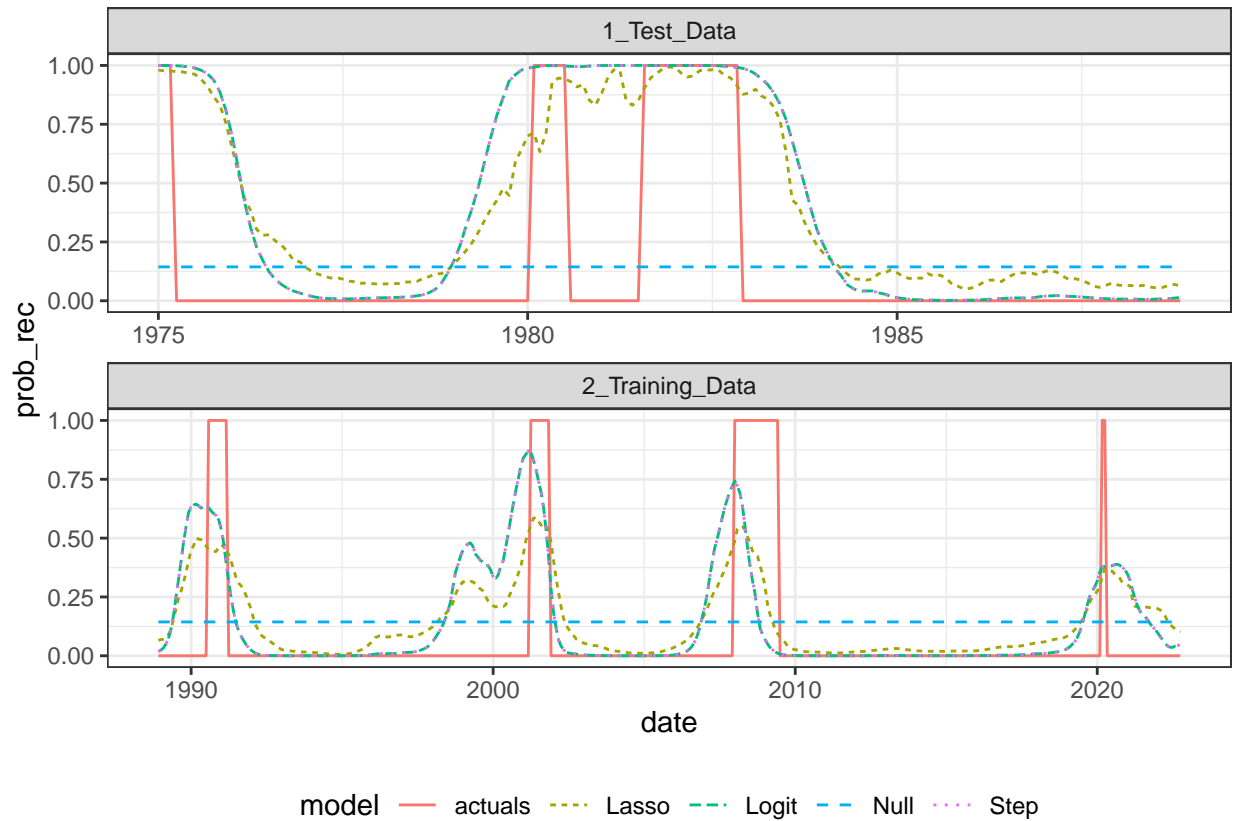 1_Test_Data
1.00
0.75
0.50
0.25
0.00
1975 1980 1985
prob_rec
2_Training_Data
1.00
0.75
0.50
0.25
0.00
1990 2000 2010 2020
date
model actuals Lasso Logit Null Step